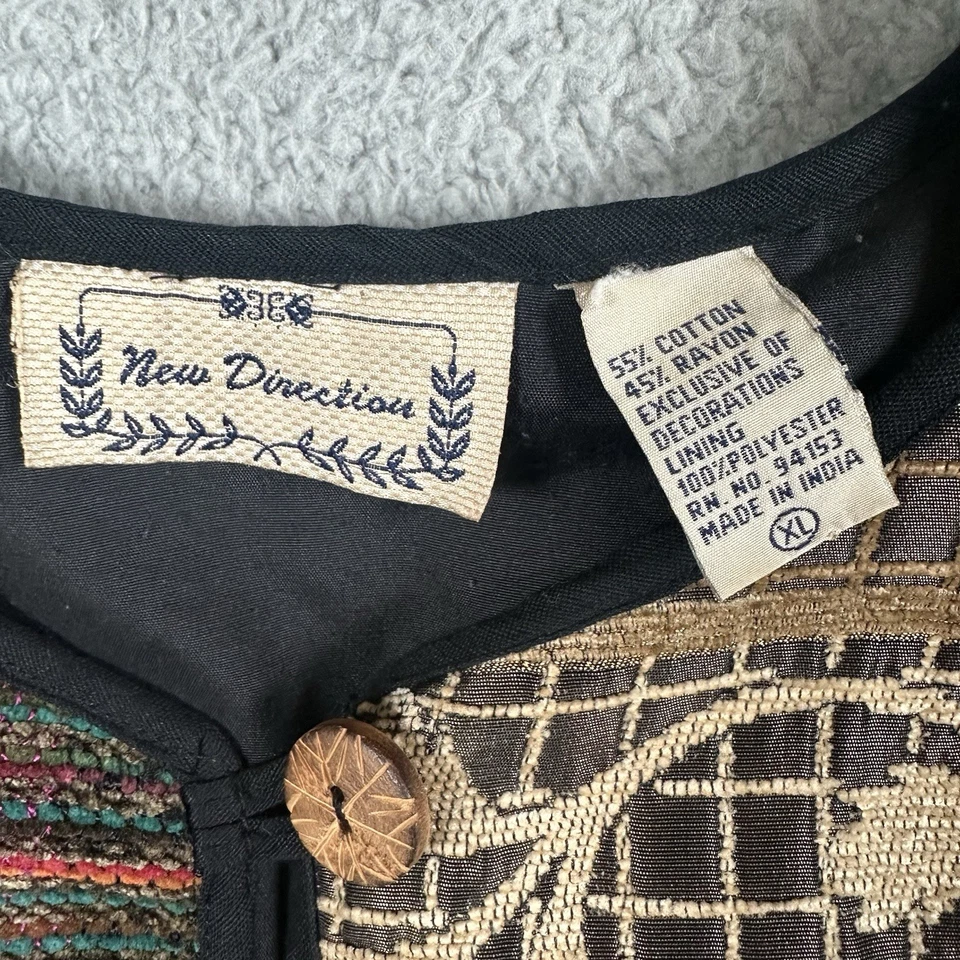 New Direction
55% COTTON
45% RAYON
EXCLUSIVE OF
DECORATIONS
LINING
100%POLYESTER
RN. NO. 94153
MADE IN INDIA
XL